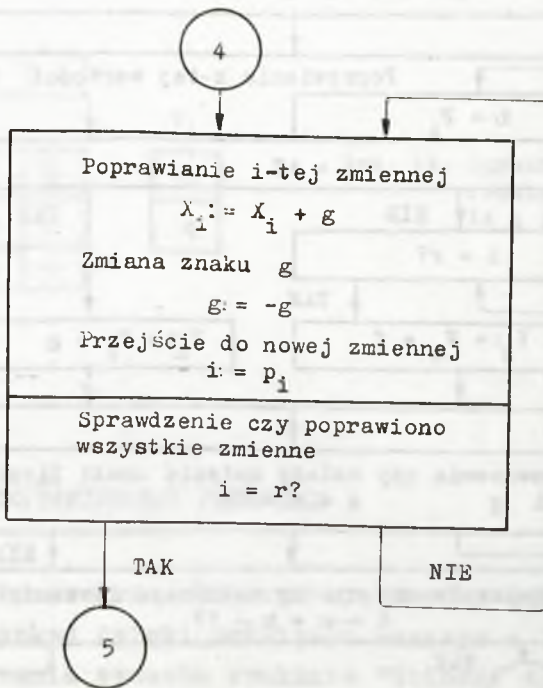 4
Poprawianie i-tej zmiennej
X_i := X_i + g
Zmiana znaku g
g: = -g
Przejście do nowej zmiennej
i: = p_i
Sprawdzenie czy poprawiono
wszystkie zmienne
i = r?
TAK
NIE
5